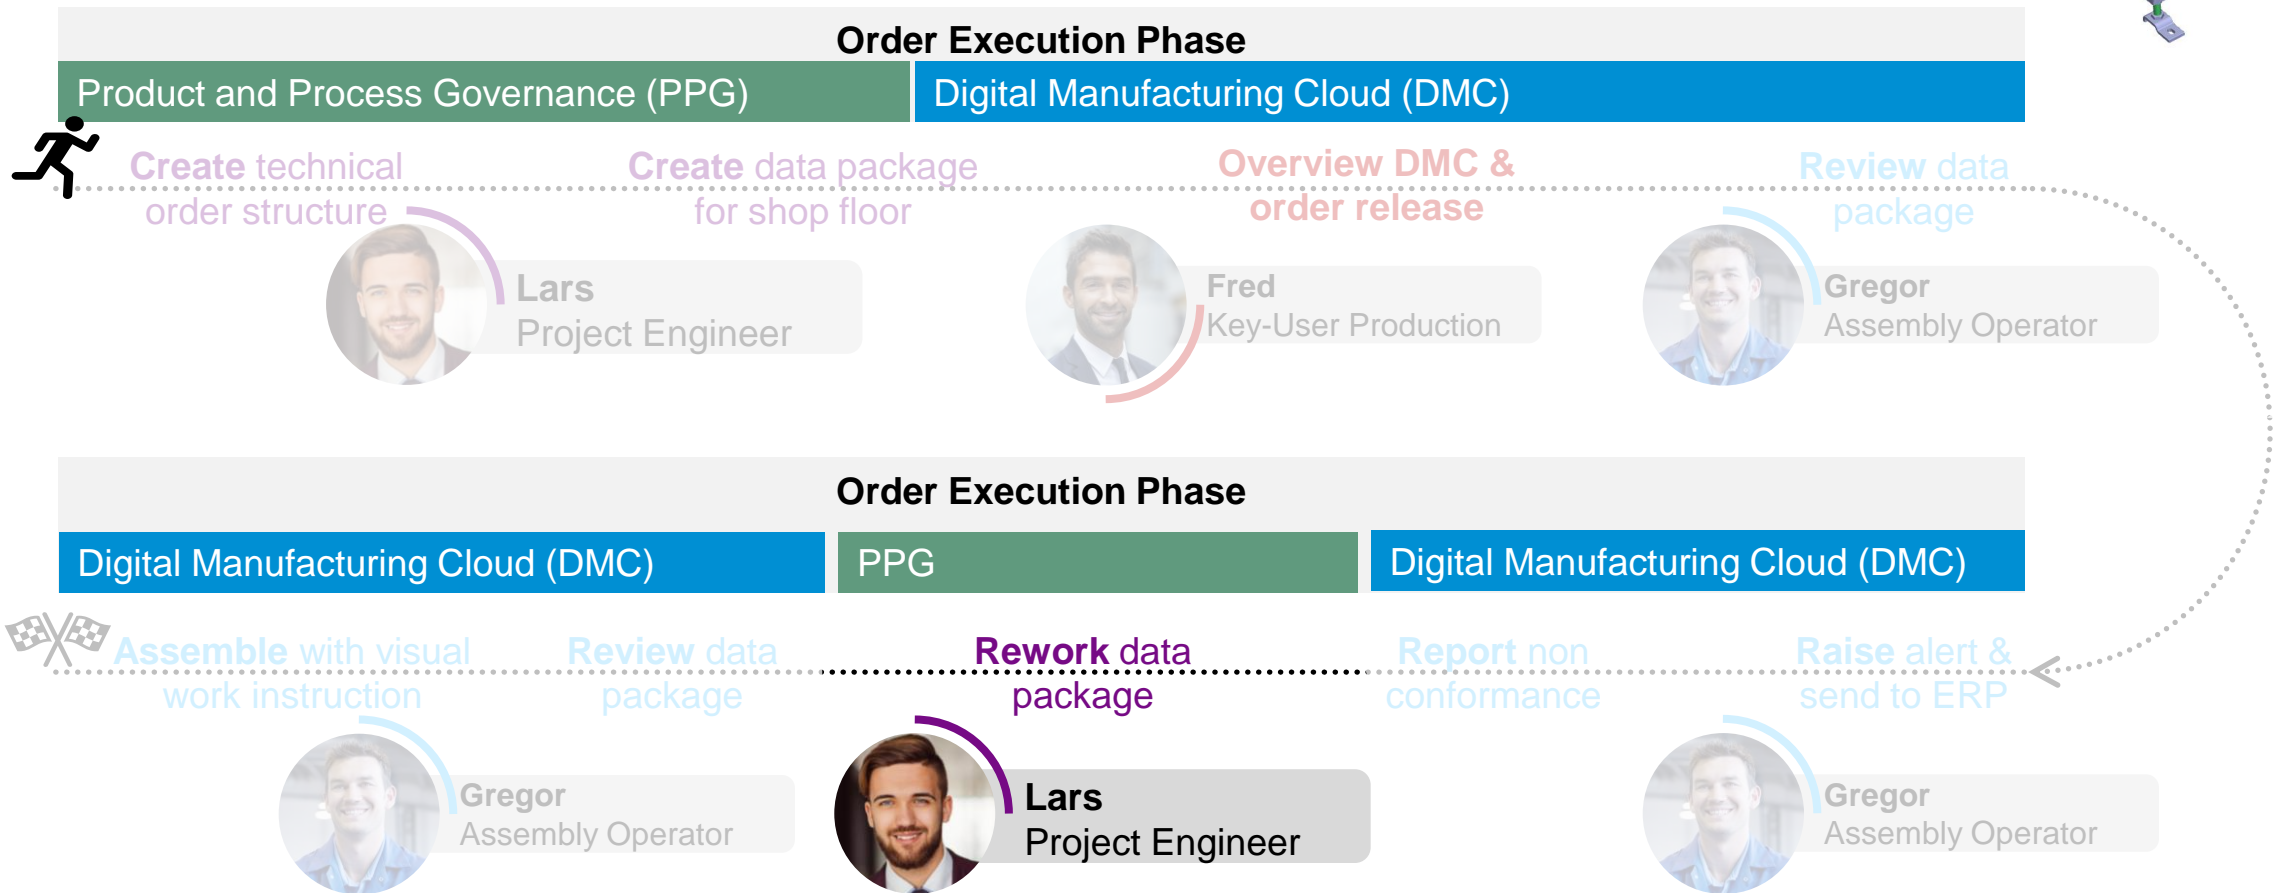 Order Execution Phase
Product and Process Governance (PPG)
Digital Manufacturing Cloud (DMC)
Create technical
order structure
Create data package
for shop floor
Overview DMC &
order release
Review data
package
Lars
Project Engineer
Fred
Key-User Production
Gregor
Assembly Operator
Order Execution Phase
Digital Manufacturing Cloud (DMC)
PPG
Digital Manufacturing Cloud (DMC)
Assemble with visual
work instruction
Review data
package
Rework data
package
Report non
conformance
Raise alert &
send to ERP
Gregor
Assembly Operator
Lars
Project Engineer
Gregor
Assembly Operator